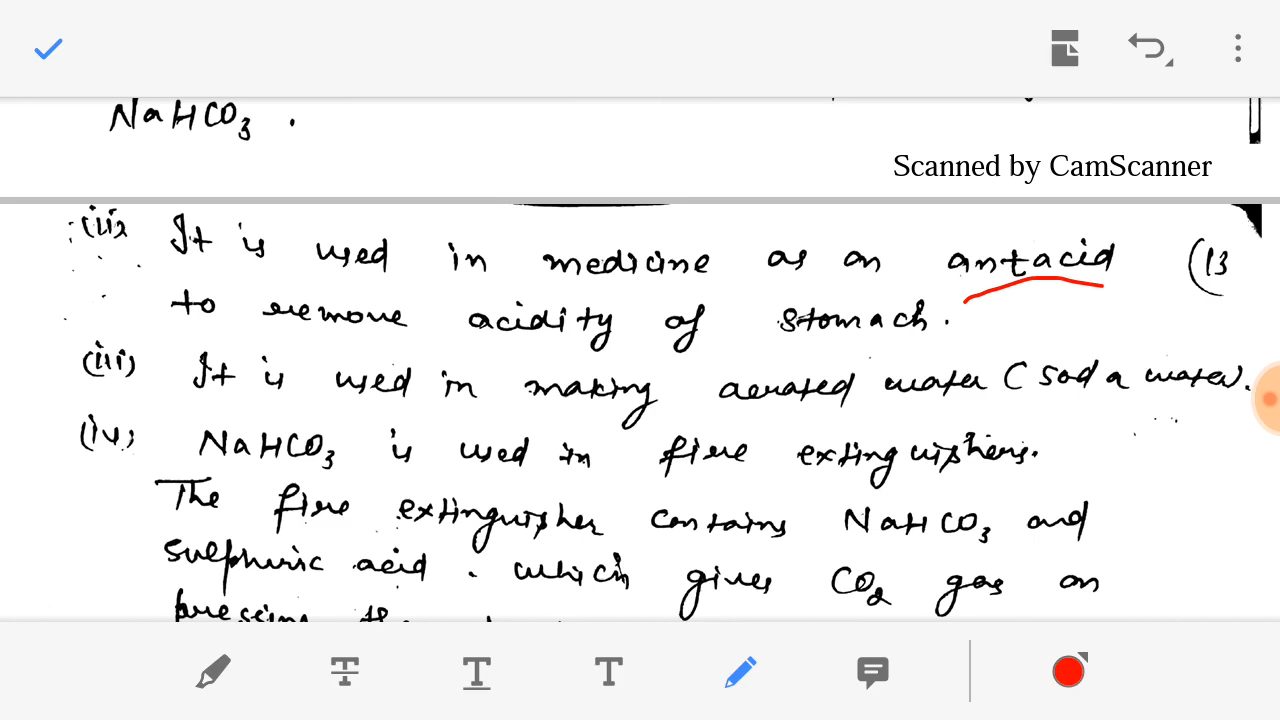 NaHCO3 .
Scanned by CamScanner
(ii) It is used in medicine as an antacid (13
to remove acidity of stomach.
(iii) It is used in making aerated water (soda water).
(iv) NaHCO3 is used in fire extinguishers.
The fire extinguisher contains NaHCO3 and
sulphuric acid . which gives CO2 gas on
pressing the